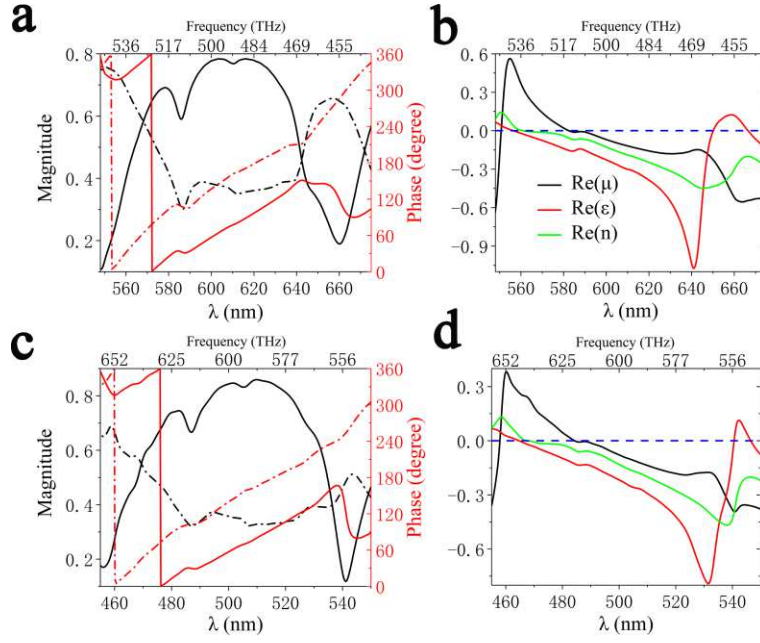 a
Frequency (THz)
536 517 500 484 469 455
0.8
0.6
0.4
0.2
Magnitude
360
300
240
180
120
60
0
Phase (degree)
560 580 600 620 640 660
λ (nm)
b
Frequency (THz)
536 517 500 484 469 455
0.6
0.3
0.0
-0.3
-0.6
-0.9
Re(μ)
Re(ε)
Re(n)
560 580 600 620 640 660
λ (nm)
c
Frequency (THz)
652 625 600 577 556
0.8
0.6
0.4
0.2
Magnitude
360
300
240
180
120
60
0
Phase (degree)
460 480 500 520 540
λ (nm)
d
Frequency (THz)
652 625 600 577 556
0.3
0.0
-0.3
-0.6
460 480 500 520 540
λ (nm)